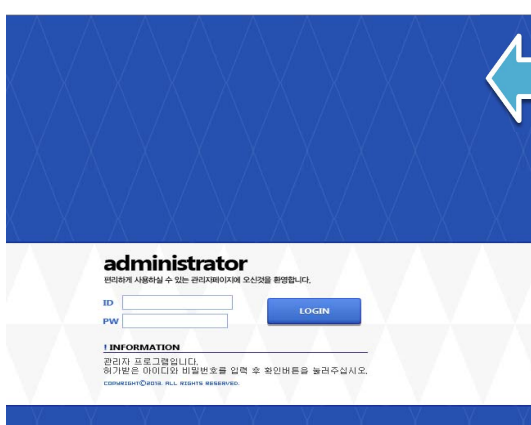 administrator
편리하게 사용하실 수 있는 관리자페이지에 오신것을 환영합니다.
ID
LOGIN
PW
! INFORMATION
관리자 프로그램입니다.
허가받은 아이디와 비밀번호를 입력 후 확인버튼을 눌러주십시오.
COPYRIGHT©2016. ALL RIGHTS RESERVED.